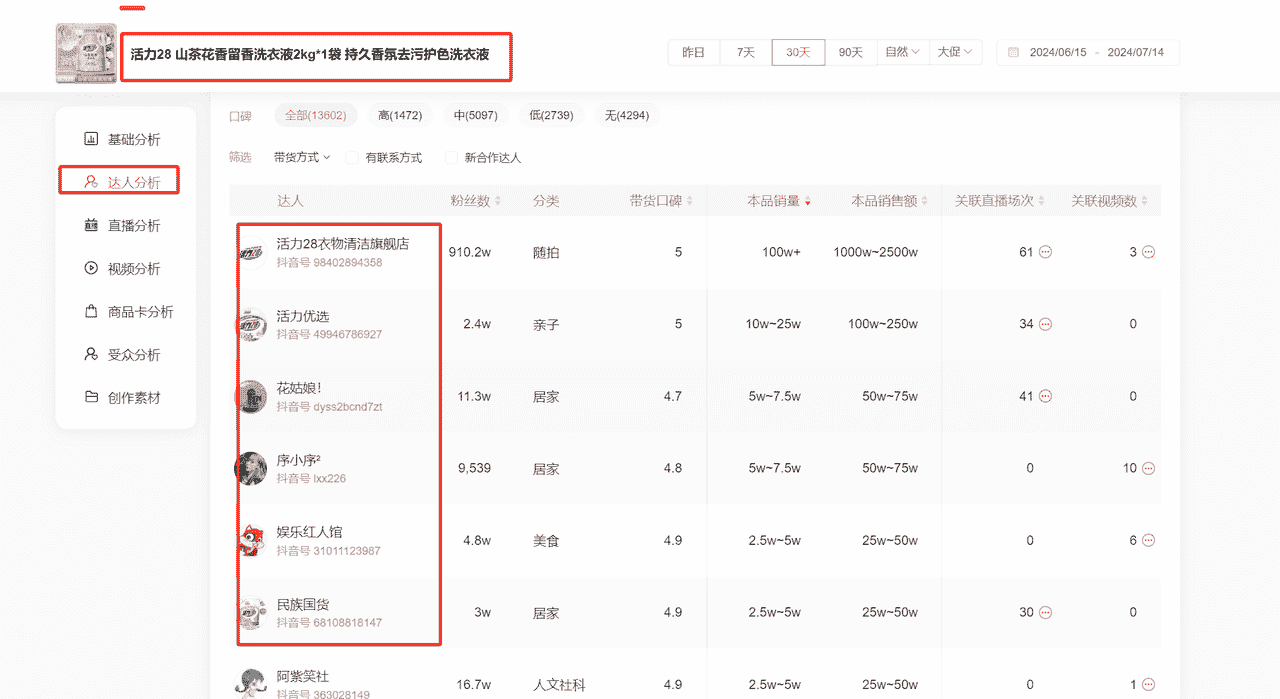 活力28 山茶花香留香洗衣液2kg*1袋 持久香氛去污护色洗衣液
昨日 7天 30天 90天 自然 大促 2024/06/15 - 2024/07/14
基础分析
达人分析
直播分析
视频分析
商品卡分析
受众分析
创作素材
口碑 全部(13602) 高(1472) 中(5097) 低(2739) 无(4294)
筛选 带货方式 有联系方式 新合作达人
达人 粉丝数 分类 带货口碑 本品销量 本品销售额 关联直播场次 关联视频数
活力28衣物清洁旗舰店
抖音号 98402894358
910.2w 随拍 5 100w+ 1000w~2500w 61 3
活力优选
抖音号 49946786927
2.4w 亲子 5 10w~25w 100w~250w 34 0
花姑娘！
抖音号 dyss2bcnd7zt
11.3w 居家 4.7 5w~7.5w 50w~75w 41 0
序小序²
抖音号 lxx226
9,539 居家 4.8 5w~7.5w 50w~75w 0 10
娱乐红人馆
抖音号 31011123987
4.8w 美食 4.9 2.5w~5w 25w~50w 0 6
民族国货
抖音号 68108818147
3w 居家 4.9 2.5w~5w 25w~50w 30 0
阿紫笑社
抖音号 363028149
16.7w 人文社科 4.9 2.5w~5w 25w~50w 0 1